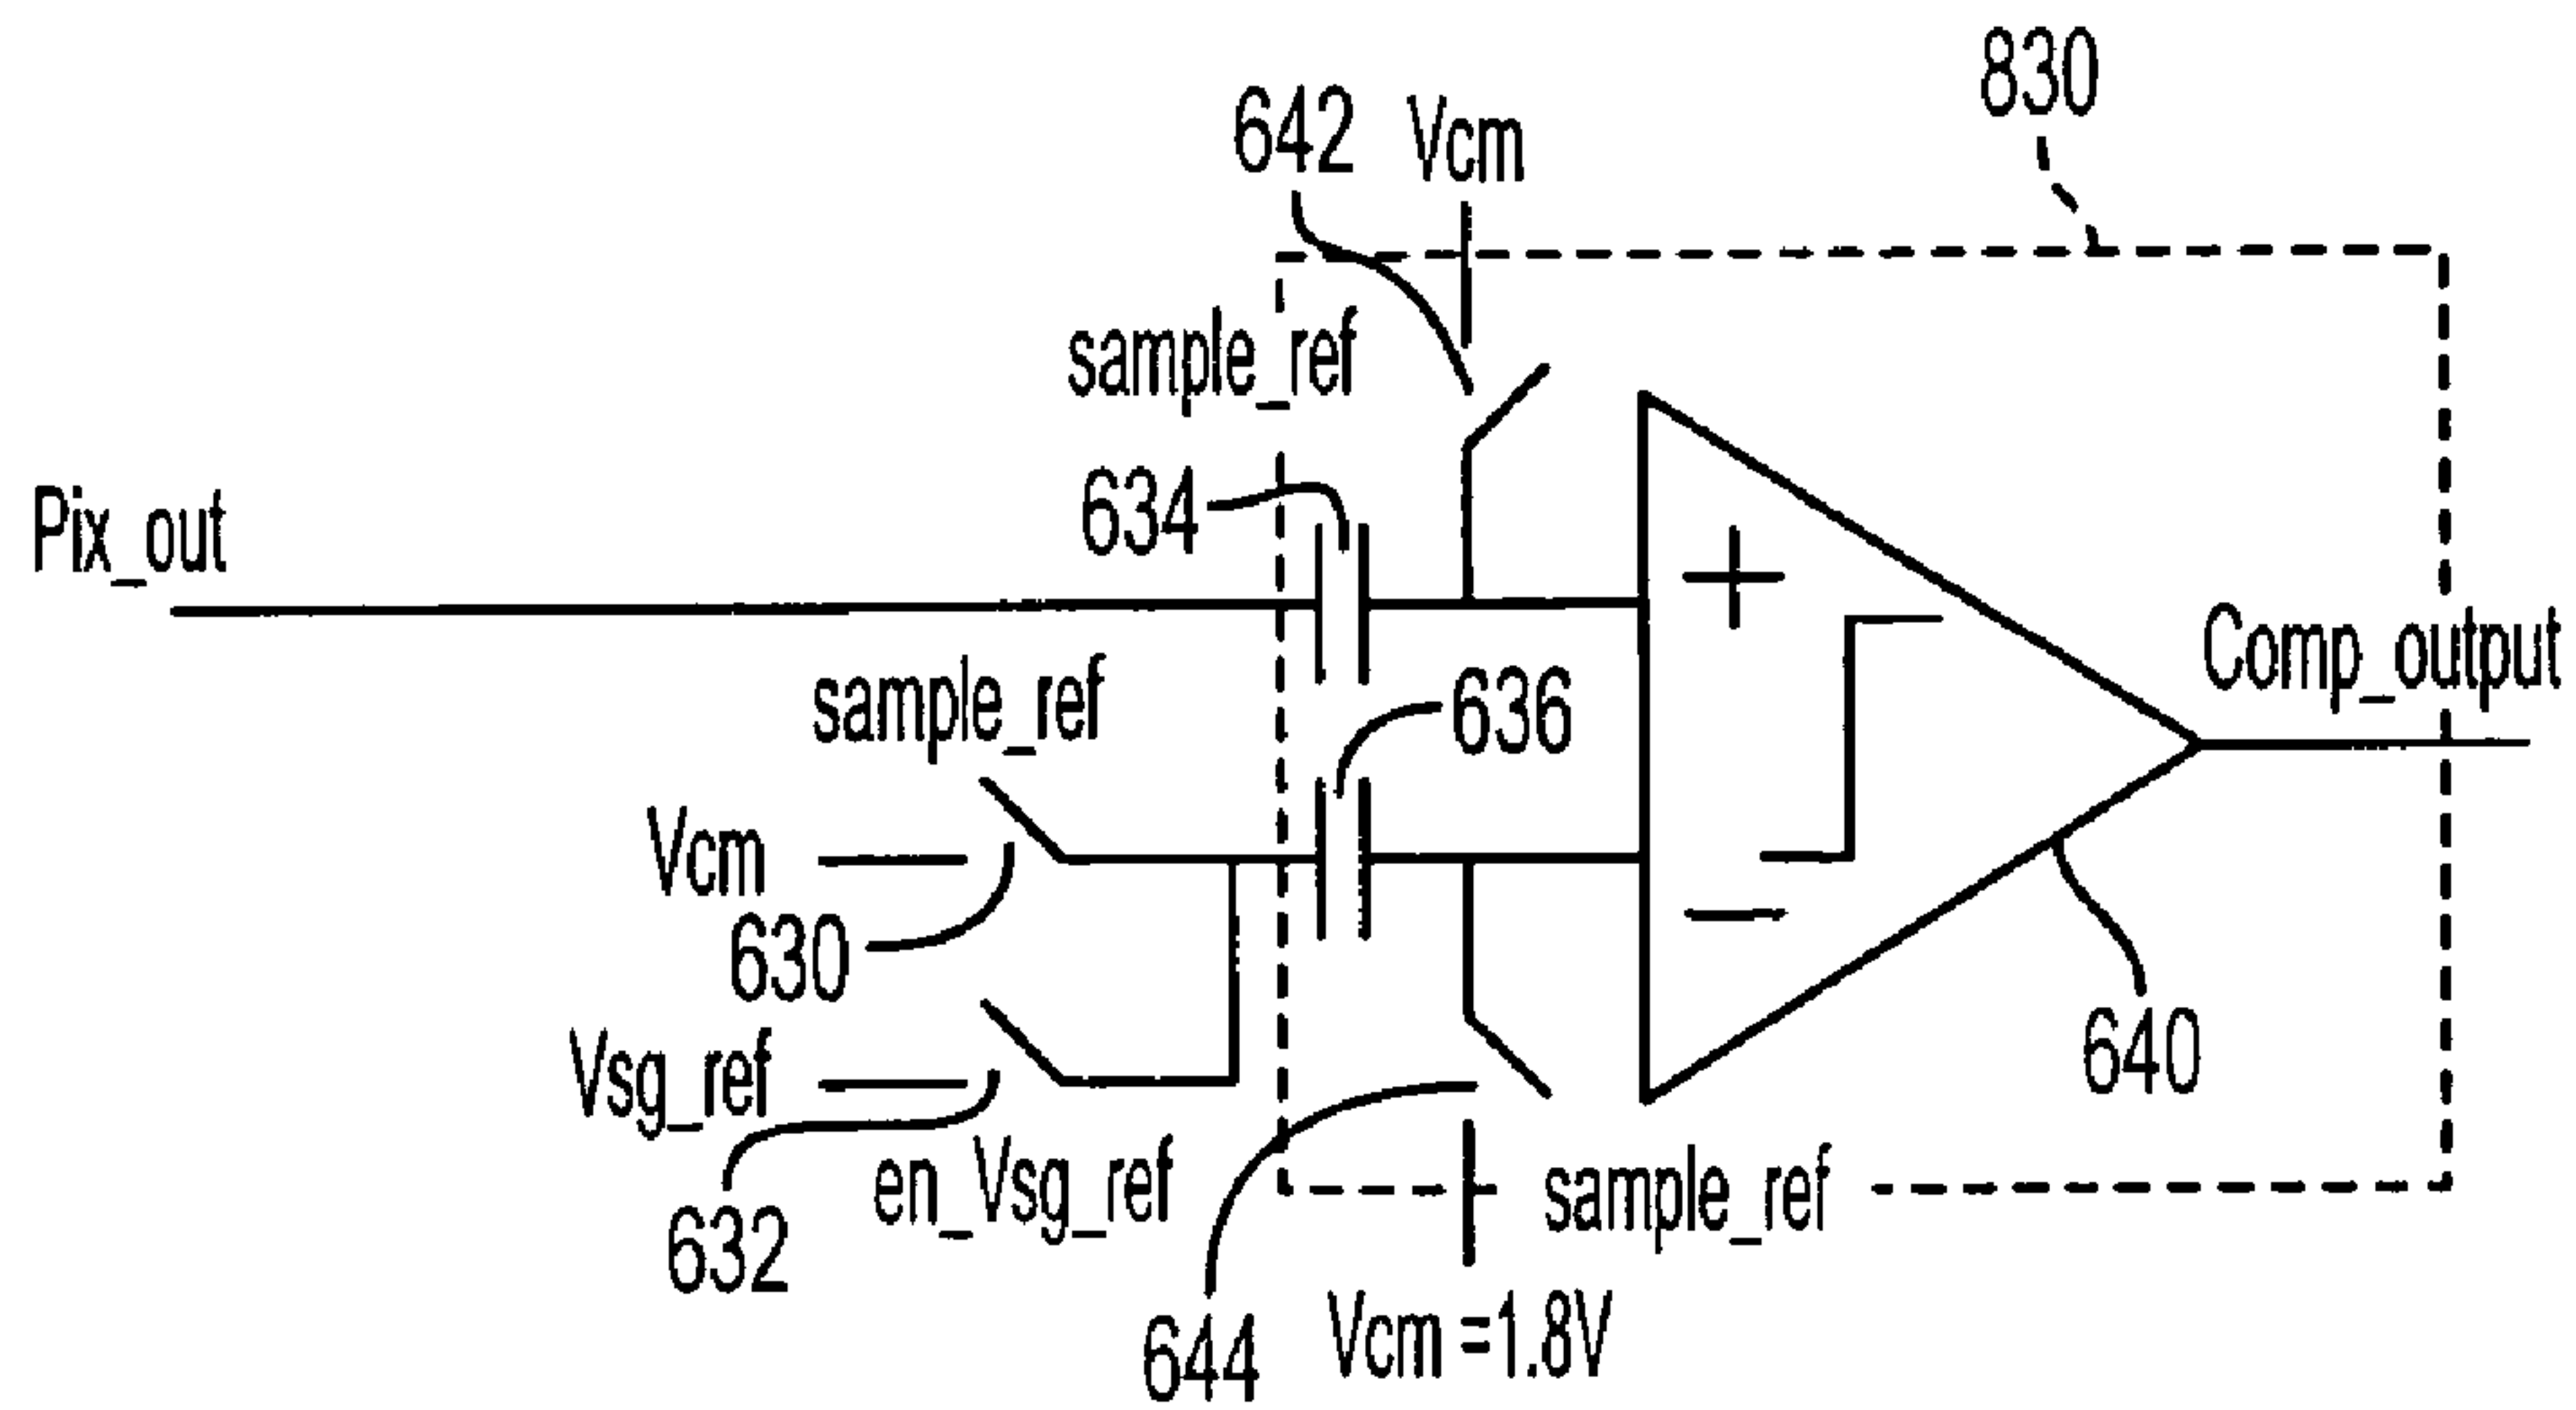 830
642 Vcm
sample_ref
634
Pix_out
+
Comp_output
636
sample_ref
Vcm
630
−
640
Vsg_ref
en_Vsg_ref
sample_ref
632
644
Vcm =1.8V